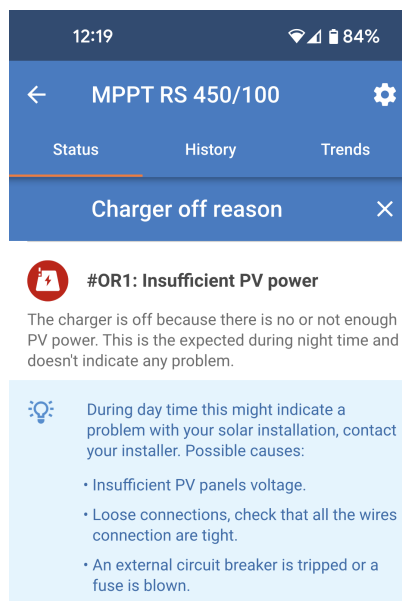 12:19
84%
MPPT RS 450/100
Status
History
Trends
Charger off reason
#OR1: Insufficient PV power
The charger is off because there is no or not enough
PV power. This is the expected during night time and
doesn't indicate any problem.
During day time this might indicate a
problem with your solar installation, contact
your installer. Possible causes:
• Insufficient PV panels voltage.
• Loose connections, check that all the wires
connection are tight.
• An external circuit breaker is tripped or a
fuse is blown.